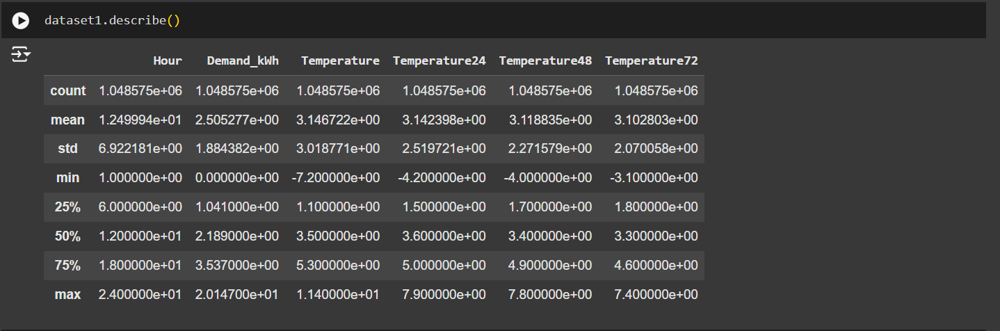 dataset1.describe()
Hour Demand_kWh Temperature Temperature24 Temperature48 Temperature72
count 1.048575e+06 1.048575e+06 1.048575e+06 1.048575e+06 1.048575e+06 1.048575e+06
mean 1.249994e+01 2.505277e+00 3.146722e+00 3.142398e+00 3.118835e+00 3.102803e+00
std 6.922181e+00 1.884382e+00 3.018771e+00 2.519721e+00 2.271579e+00 2.070058e+00
min 1.000000e+00 0.000000e+00 -7.200000e+00 -4.200000e+00 -4.000000e+00 -3.100000e+00
25% 6.000000e+00 1.041000e+00 1.100000e+00 1.500000e+00 1.700000e+00 1.800000e+00
50% 1.200000e+01 2.189000e+00 3.500000e+00 3.600000e+00 3.400000e+00 3.300000e+00
75% 1.800000e+01 3.537000e+00 5.300000e+00 5.000000e+00 4.900000e+00 4.600000e+00
max 2.400000e+01 2.014700e+01 1.140000e+01 7.900000e+00 7.800000e+00 7.400000e+00